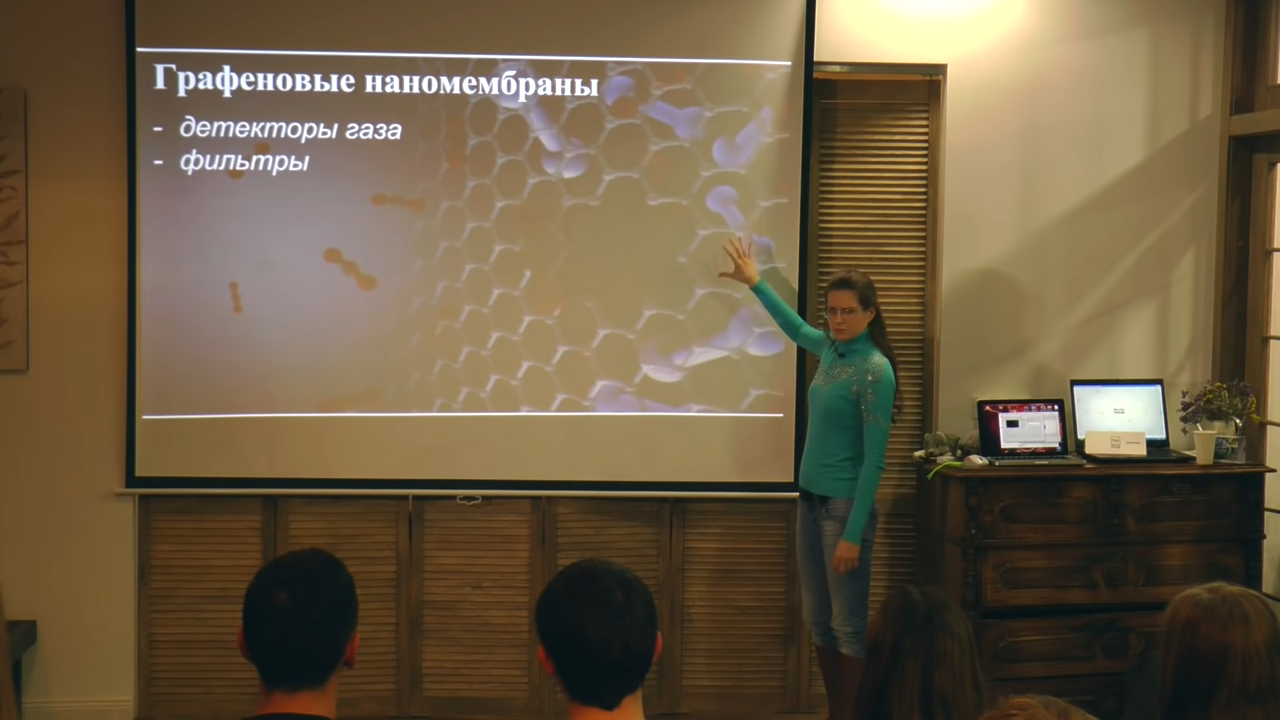 Графеновые наномембраны
- детекторы газа
- фильтры